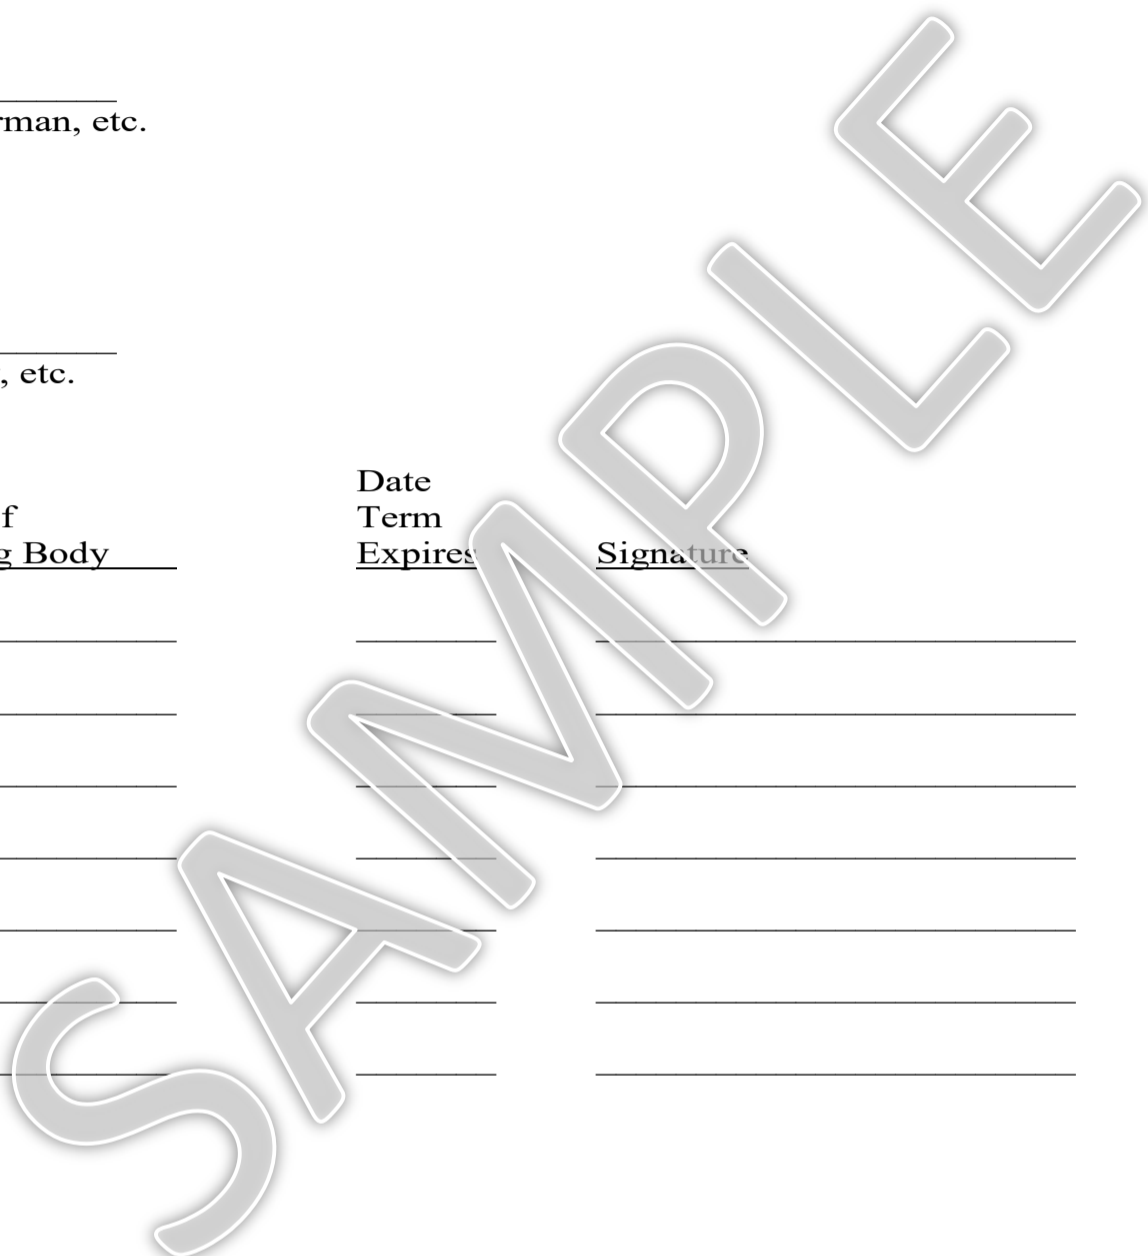 rman, etc.
, etc.
Date
f Term
g Body Expires Signature
SAMPLE